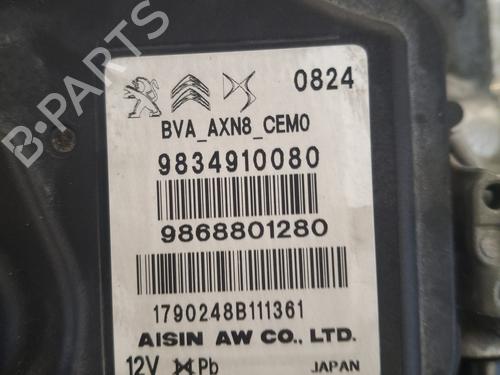 0824
BVA_AXN8_CEMO
9834910080
9868801280
1790248B111361
AISIN AW CO., LTD.
12V Pb JAPAN
B-PARTS